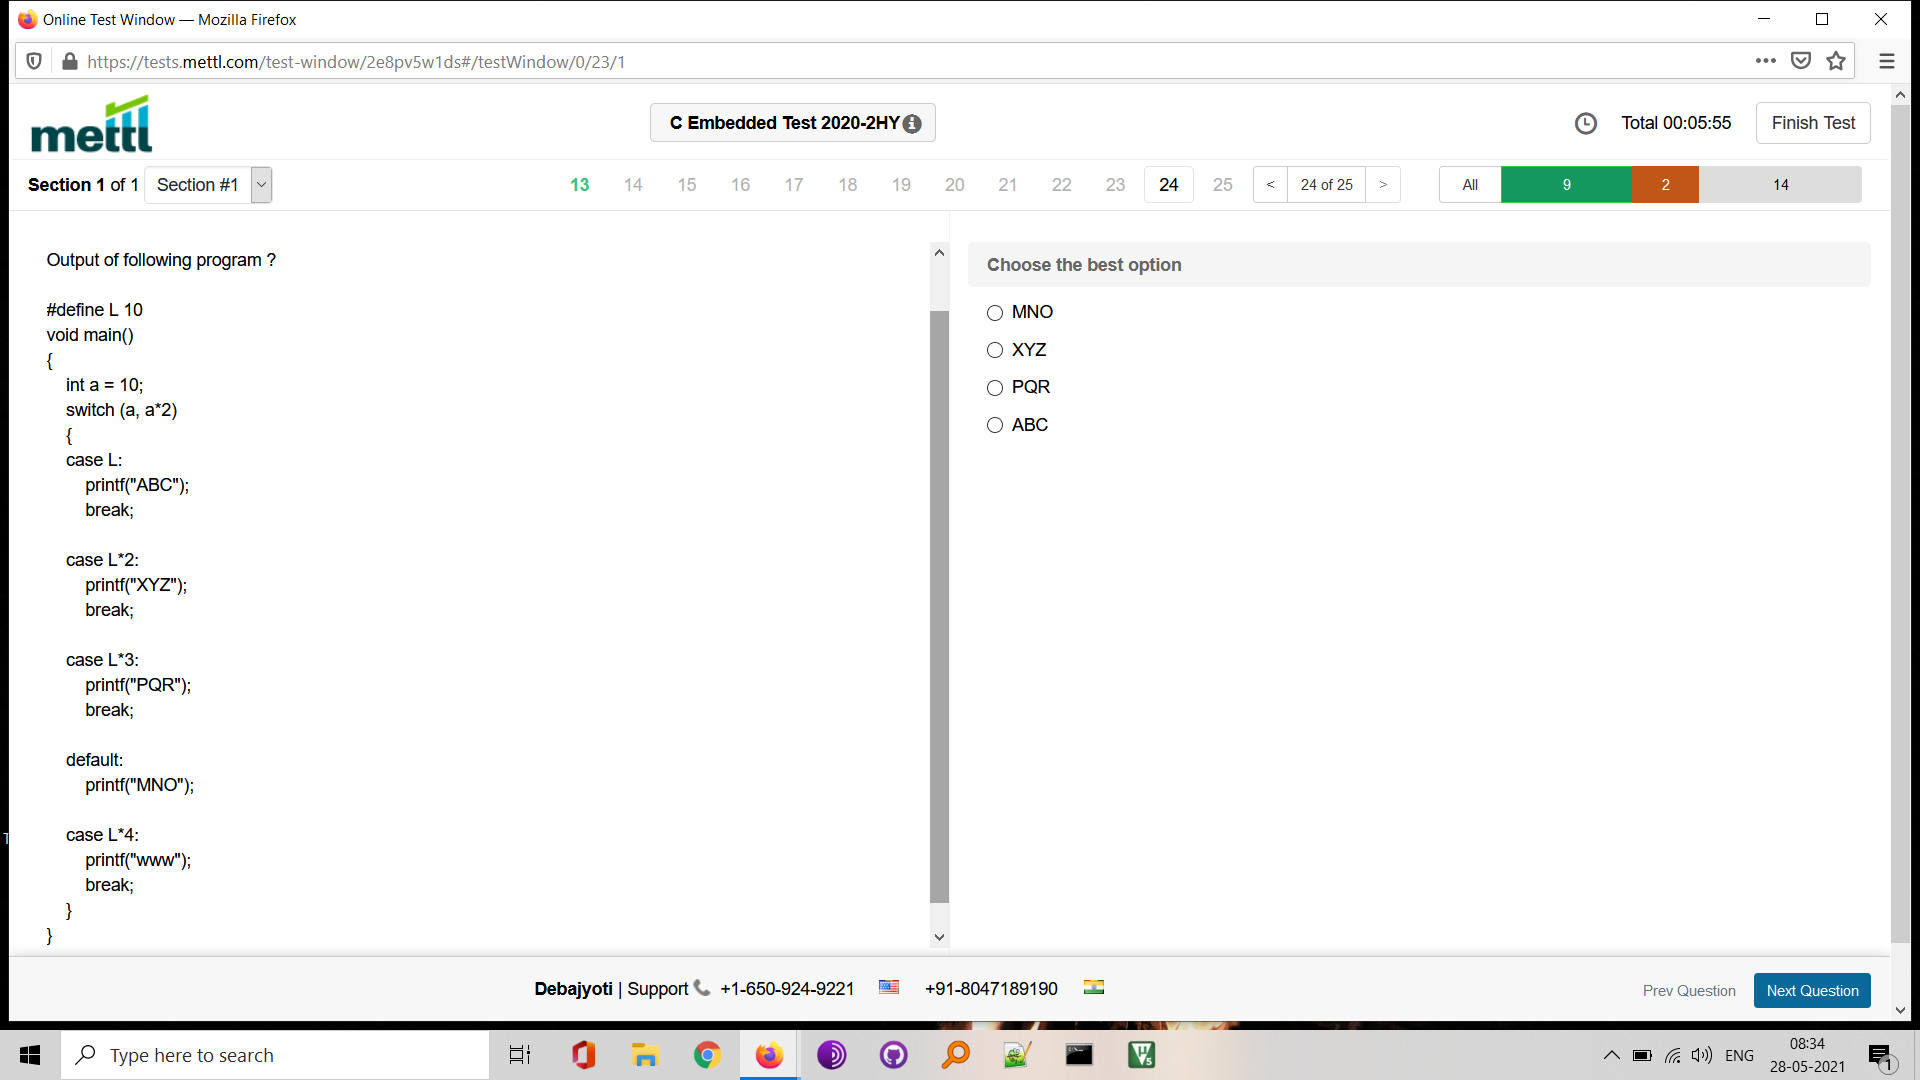 Online Test Window — Mozilla Firefox
https://tests.mettl.com/test-window/2e8pv5w1ds#/testWindow/0/23/1
mettl
C Embedded Test 2020-2HY
Total 00:05:55
Finish Test
Section 1 of 1
Section #1
13 14 15 16 17 18 19 20 21 22 23 24 25
< 24 of 25 >
All 9 2 14
Output of following program ?
#define L 10
void main()
{
int a = 10;
switch (a, a*2)
{
case L:
printf("ABC");
break;
case L*2:
printf("XYZ");
break;
case L*3:
printf("PQR");
break;
default:
printf("MNO");
case L*4:
printf("www");
break;
}
}
Choose the best option
MNO
XYZ
PQR
ABC
Debajyoti | Support +1-650-924-9221 +91-8047189190
Prev Question
Next Question
Type here to search
ENG
08:34
28-05-2021
1